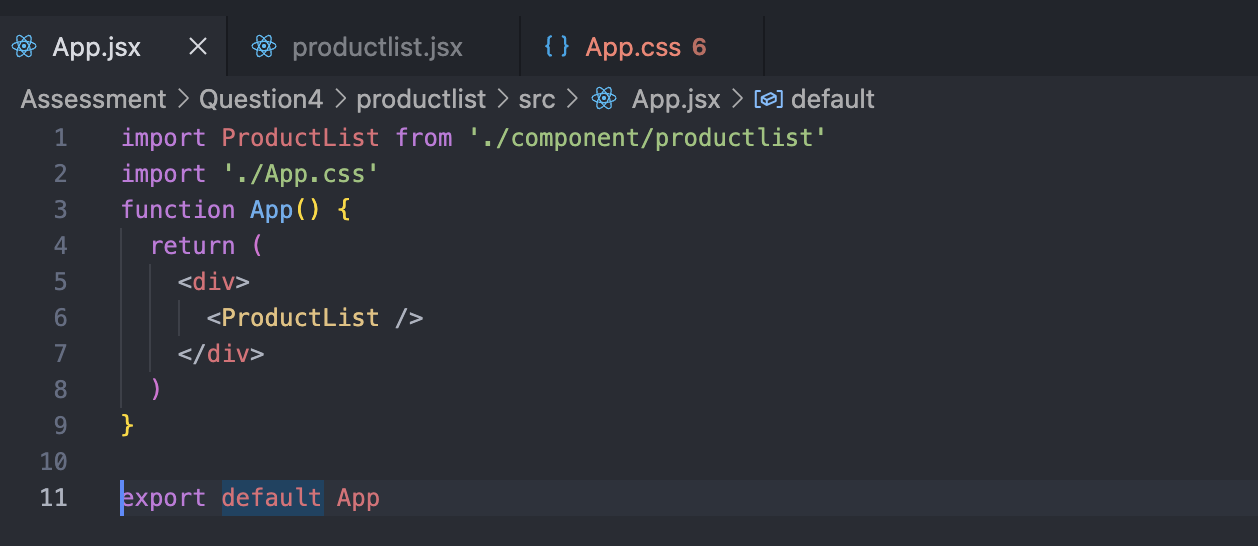 App.jsx × productlist.jsx {} App.css 6
Assessment > Question4 > productlist > src > App.jsx > default
1 import ProductList from './component/productlist'
2 import './App.css'
3 function App() {
4 return (
5 <div>
6 <ProductList />
7 </div>
8 )
9 }
10
11 export default App